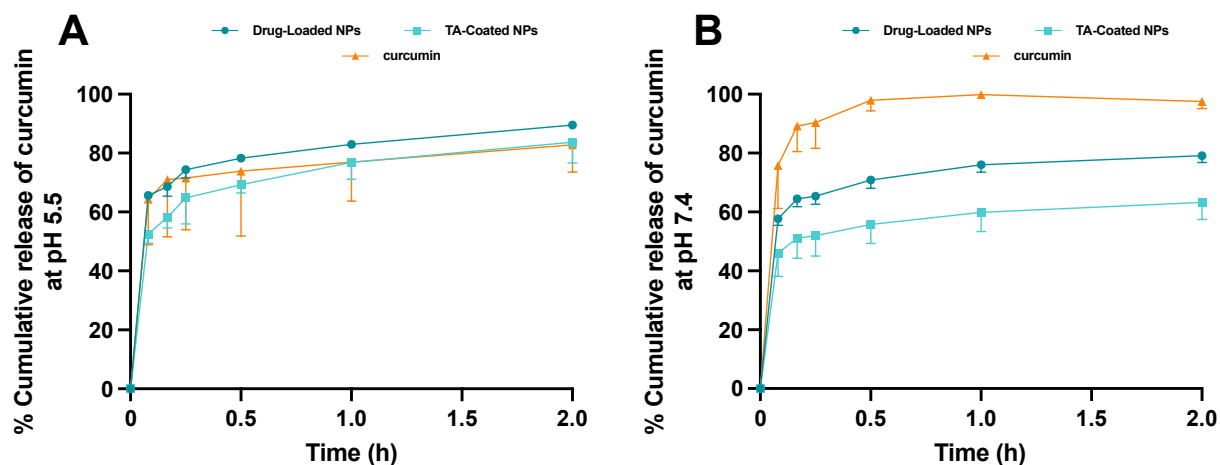 A
Drug-Loaded NPs
TA-Coated NPs
curcumin
% Cumulative release of curcumin
at pH 5.5
100
80
60
40
20
0
0
0.5
1.0
1.5
2.0
Time (h)
B
Drug-Loaded NPs
TA-Coated NPs
curcumin
% Cumulative release of curcumin
at pH 7.4
100
80
60
40
20
0
0
0.5
1.0
1.5
2.0
Time (h)